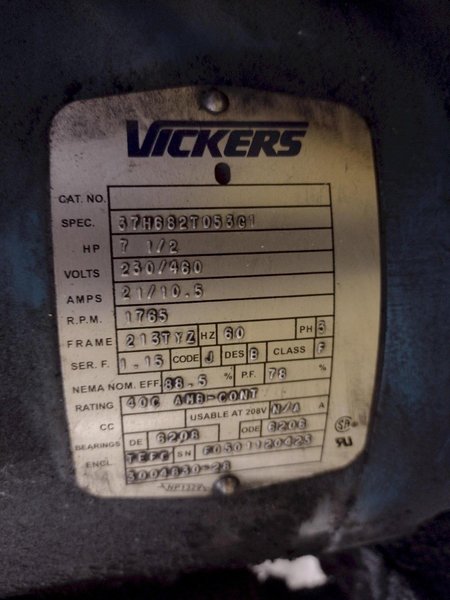 VICKERS
CAT. NO.
SPEC. 37H682T053G1
HP 7 1/2
VOLTS 230/460
AMPS 21/10.5
R.P.M. 1765
FRAME 213TYZ HZ 60 PH 3
SER. F. 1.15 CODE J DES B CLASS F
NEMA NOM. EFF. 88.5 % P.F. 78 %
RATING 40C AMB-CONT
CC USABLE AT 208V N/A A
BEARINGS DE 6208 ODE 6206
ENCL. TEFC SN F0501120423
S004630-28